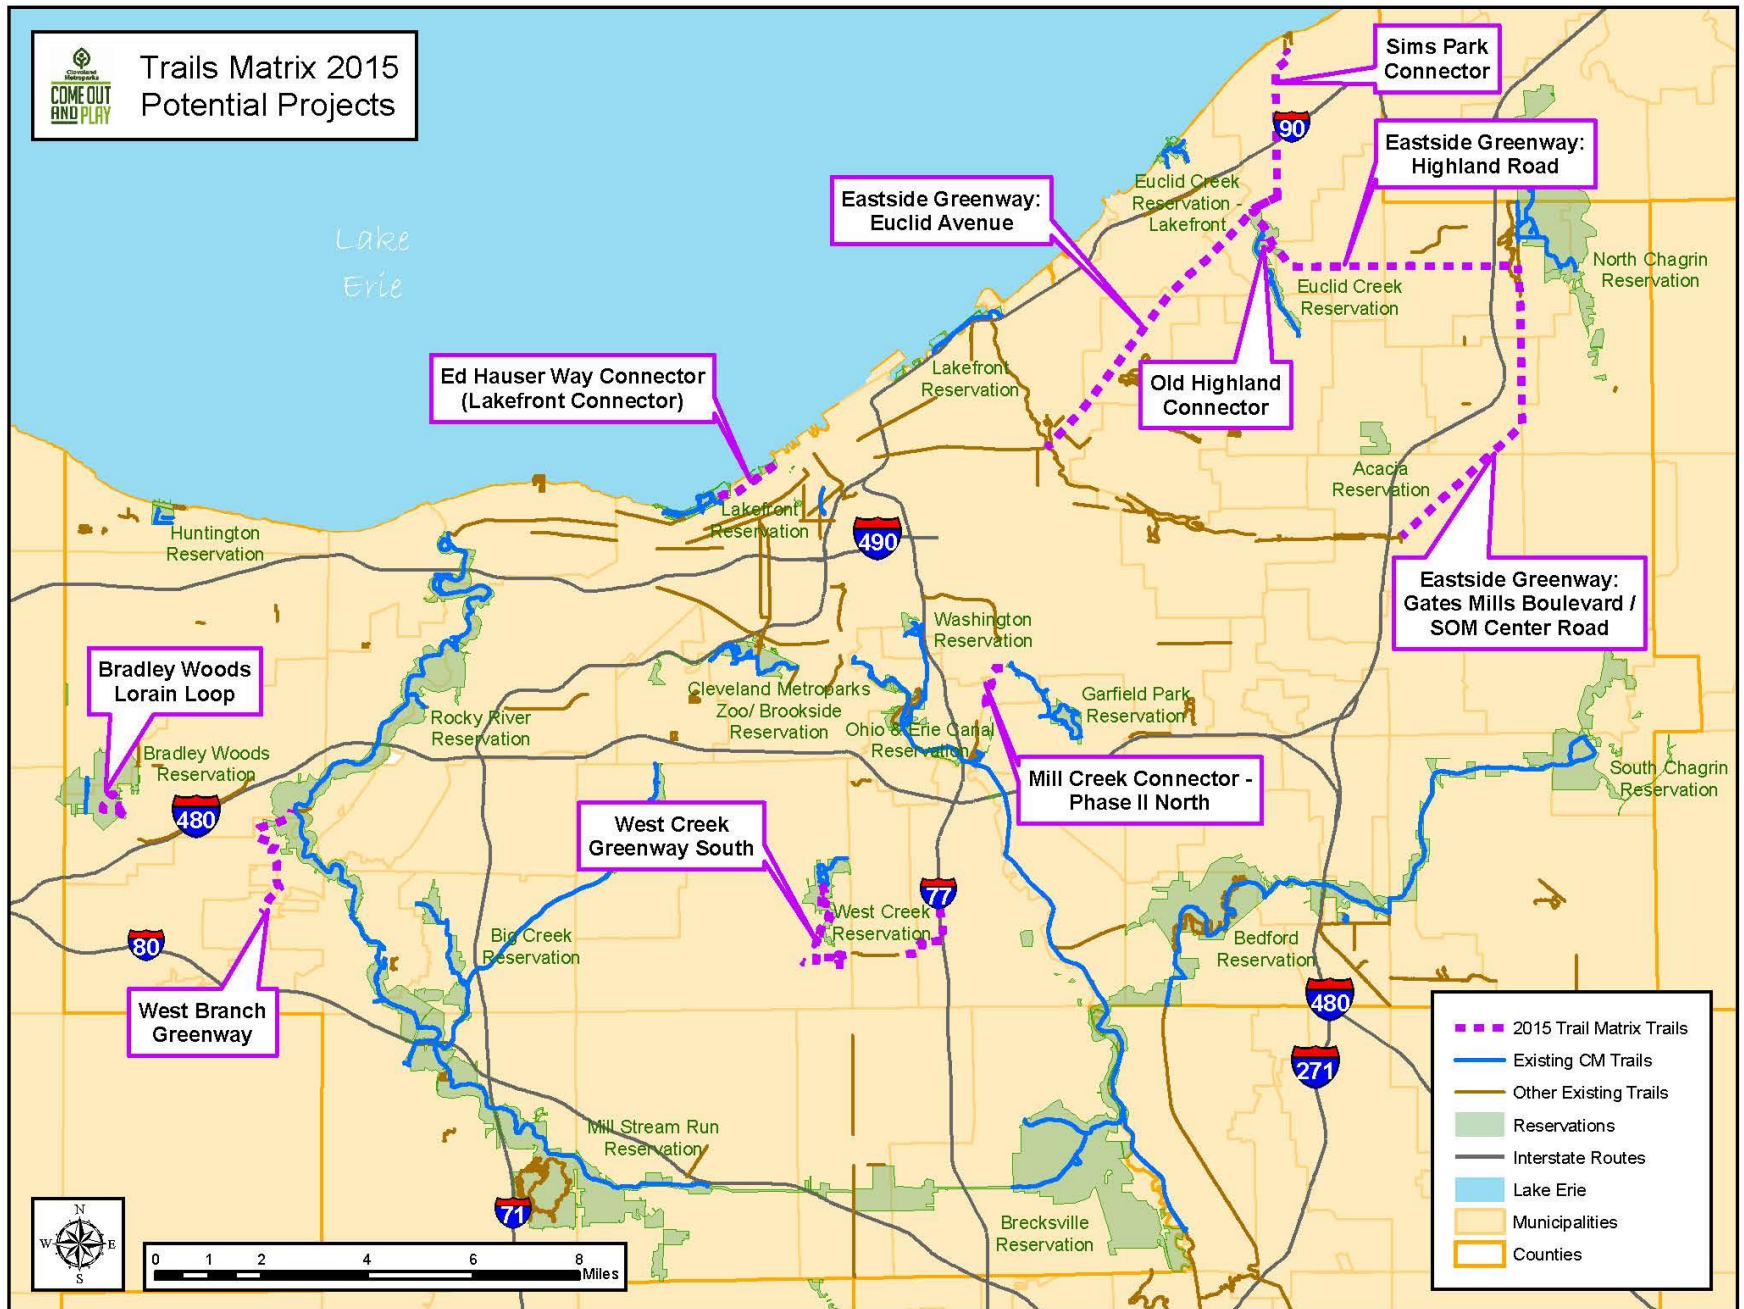 Cleveland
Metroparks
COME OUT
AND PLAY
Trails Matrix 2015
Potential Projects
Lake
Erie
Sims Park
Connector
90
Eastside Greenway:
Highland Road
Eastside Greenway:
Euclid Avenue
Euclid Creek
Reservation -
Lakefront
North Chagrin
Reservation
Euclid Creek
Reservation
Ed Hauser Way Connector
(Lakefront Connector)
Lakefront
Reservation
Old Highland
Connector
Acacia
Reservation
Huntington
Reservation
Lakefront
Reservation
490
Eastside Greenway:
Gates Mills Boulevard /
SOM Center Road
Washington
Reservation
Bradley Woods
Lorain Loop
Rocky River
Reservation
Cleveland Metroparks
Zoo/ Brookside
Reservation
Ohio & Erie Canal
Reservation
Garfield Park
Reservation
Bradley Woods
Reservation
480
South Chagrin
Reservation
Mill Creek Connector -
Phase II North
West Creek
Greenway South
77
West Creek
Reservation
80
Big Creek
Reservation
Bedford
Reservation
West Branch
Greenway
480
271
Mill Stream Run
Reservation
71
Brecksville
Reservation
2015 Trail Matrix Trails
Existing CM Trails
Other Existing Trails
Reservations
Interstate Routes
Lake Erie
Municipalities
Counties
N
W E
S
0 1 2 4 6 8
Miles